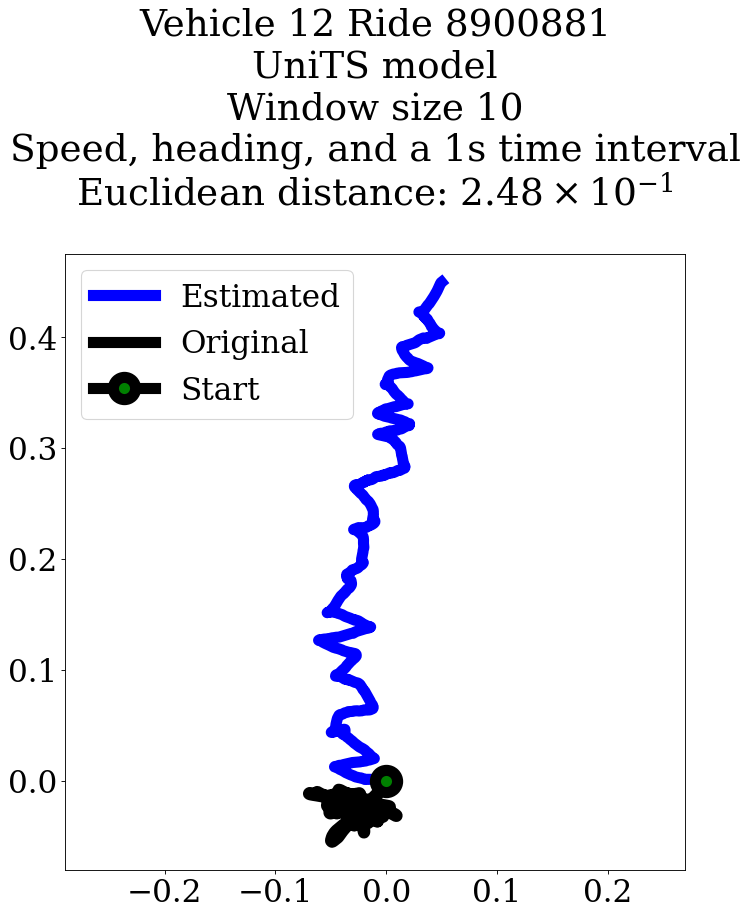 Vehicle 12 Ride 8900881
UniTS model
Window size 10
Speed, heading, and a 1s time interval
Euclidean distance: 2.48 × 10⁻¹
Estimated
Original
Start
0.4
0.3
0.2
0.1
0.0
−0.2 −0.1 0.0 0.1 0.2